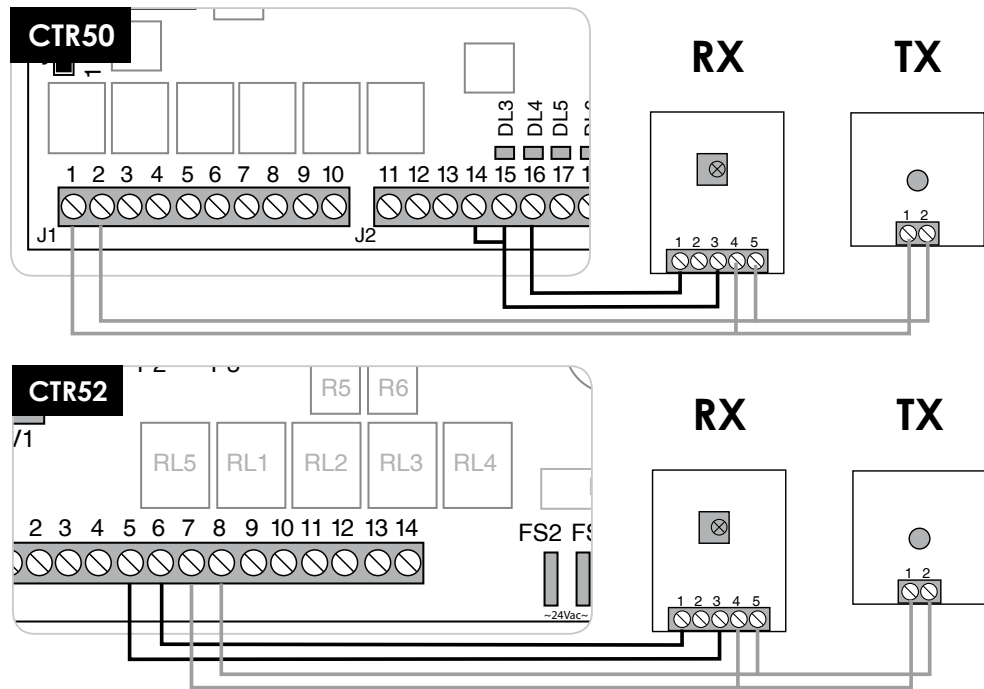 CTR50
RX
TX
1
DL3
DL4
DL5
1 2 3 4 5 6 7 8 9 10
11 12 13 14 15 16 17
J1
J2
1 2 3 4 5
1 2
CTR52
RX
TX
R5
R6
/1
RL5
RL1
RL2
RL3
RL4
2 3 4 5 6 7 8 9 10 11 12 13 14
FS2
~24Vac~
1 2 3 4 5
1 2